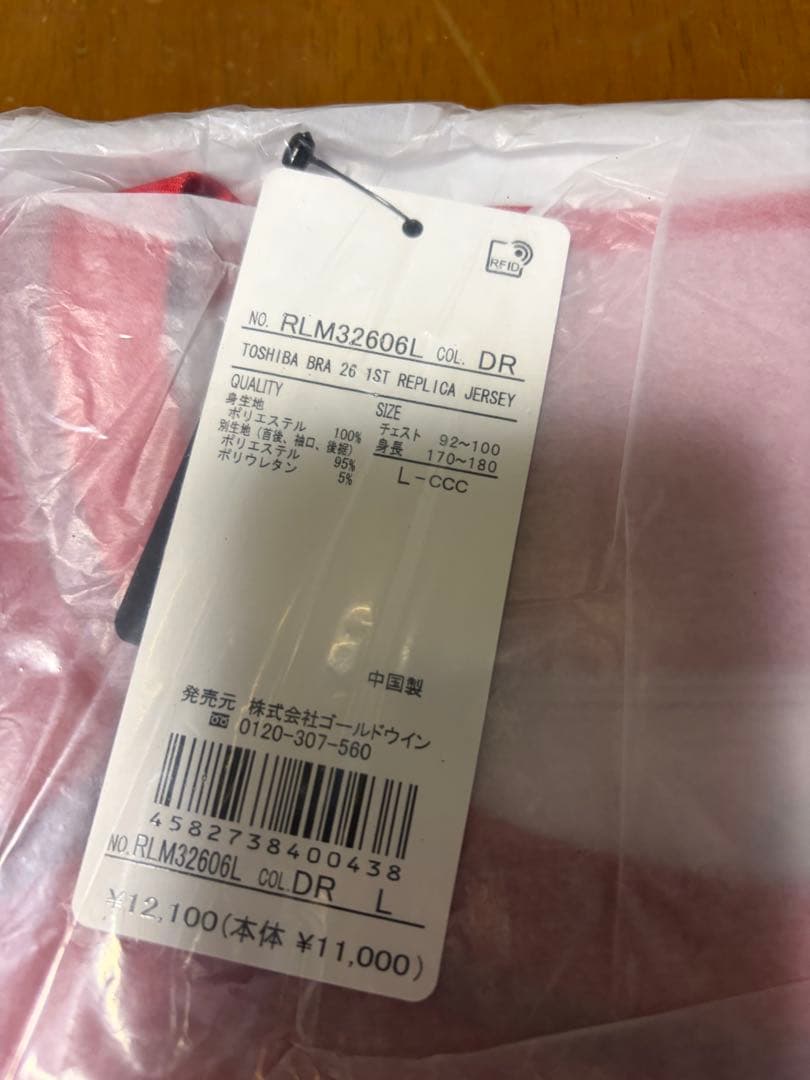 RFID
NO. RLM32606L COL. DR
TOSHIBA BRA 26 1ST REPLICA JERSEY
QUALITY
身生地
ポリエステル 100%
別生地(首後、袖口、後裾)
ポリエステル 95%
ポリウレタン 5%
SIZE
チェスト 92~100
身長 170~180
L-CCC
中国製
発売元 株式会社ゴールドウイン
0120-307-560
4582738400438
NO. RLM32606L COL. DR L
¥12,100(本体 ¥11,000)